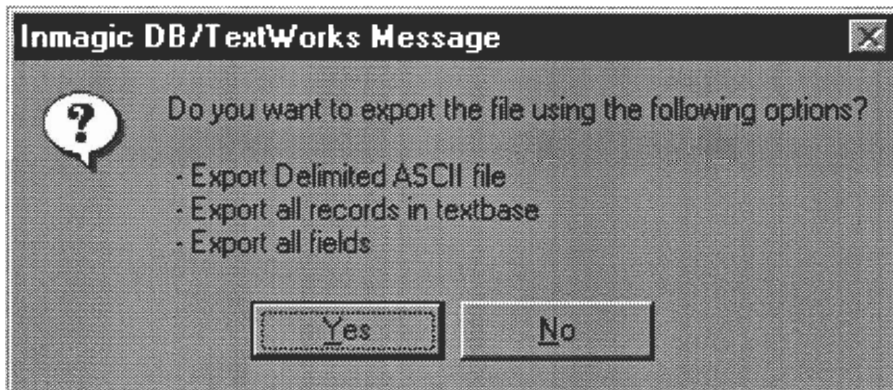 Inmagic DB/TextWorks Message
Do you want to export the file using the following options?
- Export Delimited ASCII file
- Export all records in textbase
- Export all fields
Yes No